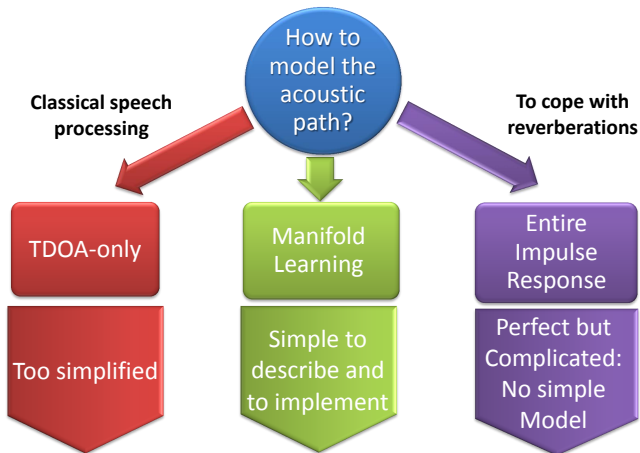 How to
model the
acoustic
path?
Classical speech
processing
To cope with
reverberations
TDOA-only
Manifold
Learning
Entire
Impulse
Response
Too simplified
Simple to
describe and
to implement
Perfect but
Complicated:
No simple
Model